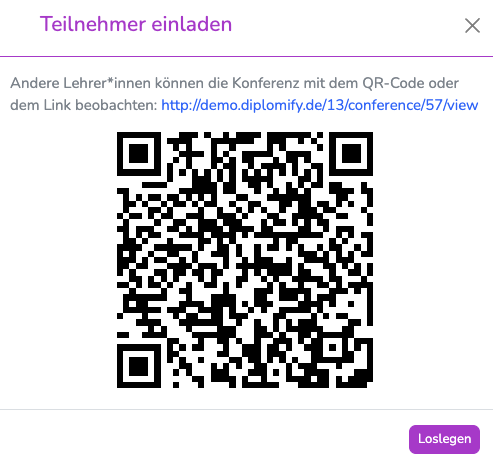 Teilnehmer einladen
Andere Lehrer*innen können die Konferenz mit dem QR-Code oder
dem Link beobachten: http://demo.diplomify.de/13/conference/57/view
Loslegen